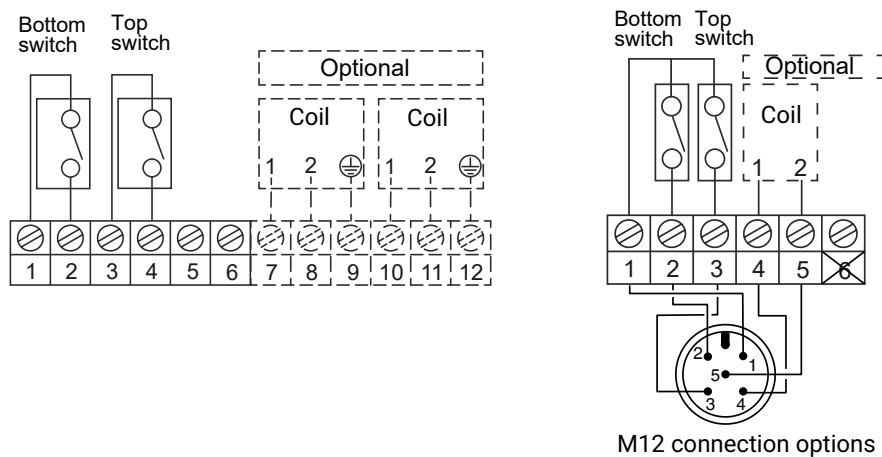 Bottom
switch
Top
switch
Optional
Coil
Coil
1 2 1 2
1 2 3 4 5 6 7 8 9 10 11 12
Bottom
switch
Top
switch
Optional
Coil
1 2
1 2 3 4 5 6
2 1
5
3 4
M12 connection options